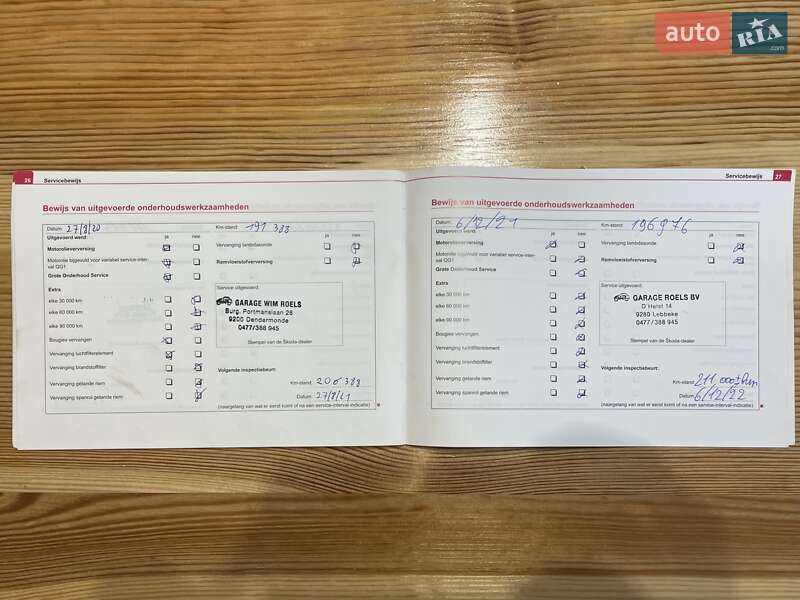 auto RIA.com
26 Servicebewijs
Bewijs van uitgevoerde onderhoudswerkzaamheden
Datum: 27/8/20 Km-stand: 191 388
Uitgevoerd werd: ja nee ja nee
Motorolieverversing
Vervanging lambdasonde
Motorolie bijgevuld voor variabel service-interval QG1
Remvloeistofverversing
Grote Onderhoud Service
Extra
Service uitgevoerd:
elke 30 000 km
elke 60 000 km
elke 90 000 km
GARAGE WIM ROELS
Burg. Portmanslaan 28
9200 Dendermonde
0477/388 945
Bougies vervangen
Stempel van de Škoda-dealer
Vervanging luchtfilterelement
Vervanging brandstoffilter
Volgende inspectiebeurt:
Vervanging getande riem
Km-stand: 206 388
Vervanging spanrol getande riem
Datum: 27/8/21
(naargelang van wat er eerst komt of na een service-interval-indicatie)
Servicebewijs 27
Bewijs van uitgevoerde onderhoudswerkzaamheden
Datum: 6/12/21 Km-stand: 196976
Uitgevoerd werd: ja nee ja nee
Motorolieverversing
Vervanging lambdasonde
Motorolie bijgevuld voor variabel service-interval QG1
Remvloeistofverversing
Grote Onderhoud Service
Extra
Service uitgevoerd:
elke 30 000 km
elke 60 000 km
elke 90 000 km
GARAGE ROELS BV
D'Helst 14
9280 Lebbeke
0477/388 945
Bougies vervangen
Stempel van de Škoda-dealer
Vervanging luchtfilterelement
Vervanging brandstoffilter
Volgende inspectiebeurt:
Vervanging getande riem
Km-stand: 211,000
Vervanging spanrol getande riem
Datum: 6/12/22
(naargelang van wat er eerst komt of na een service-interval-indicatie)